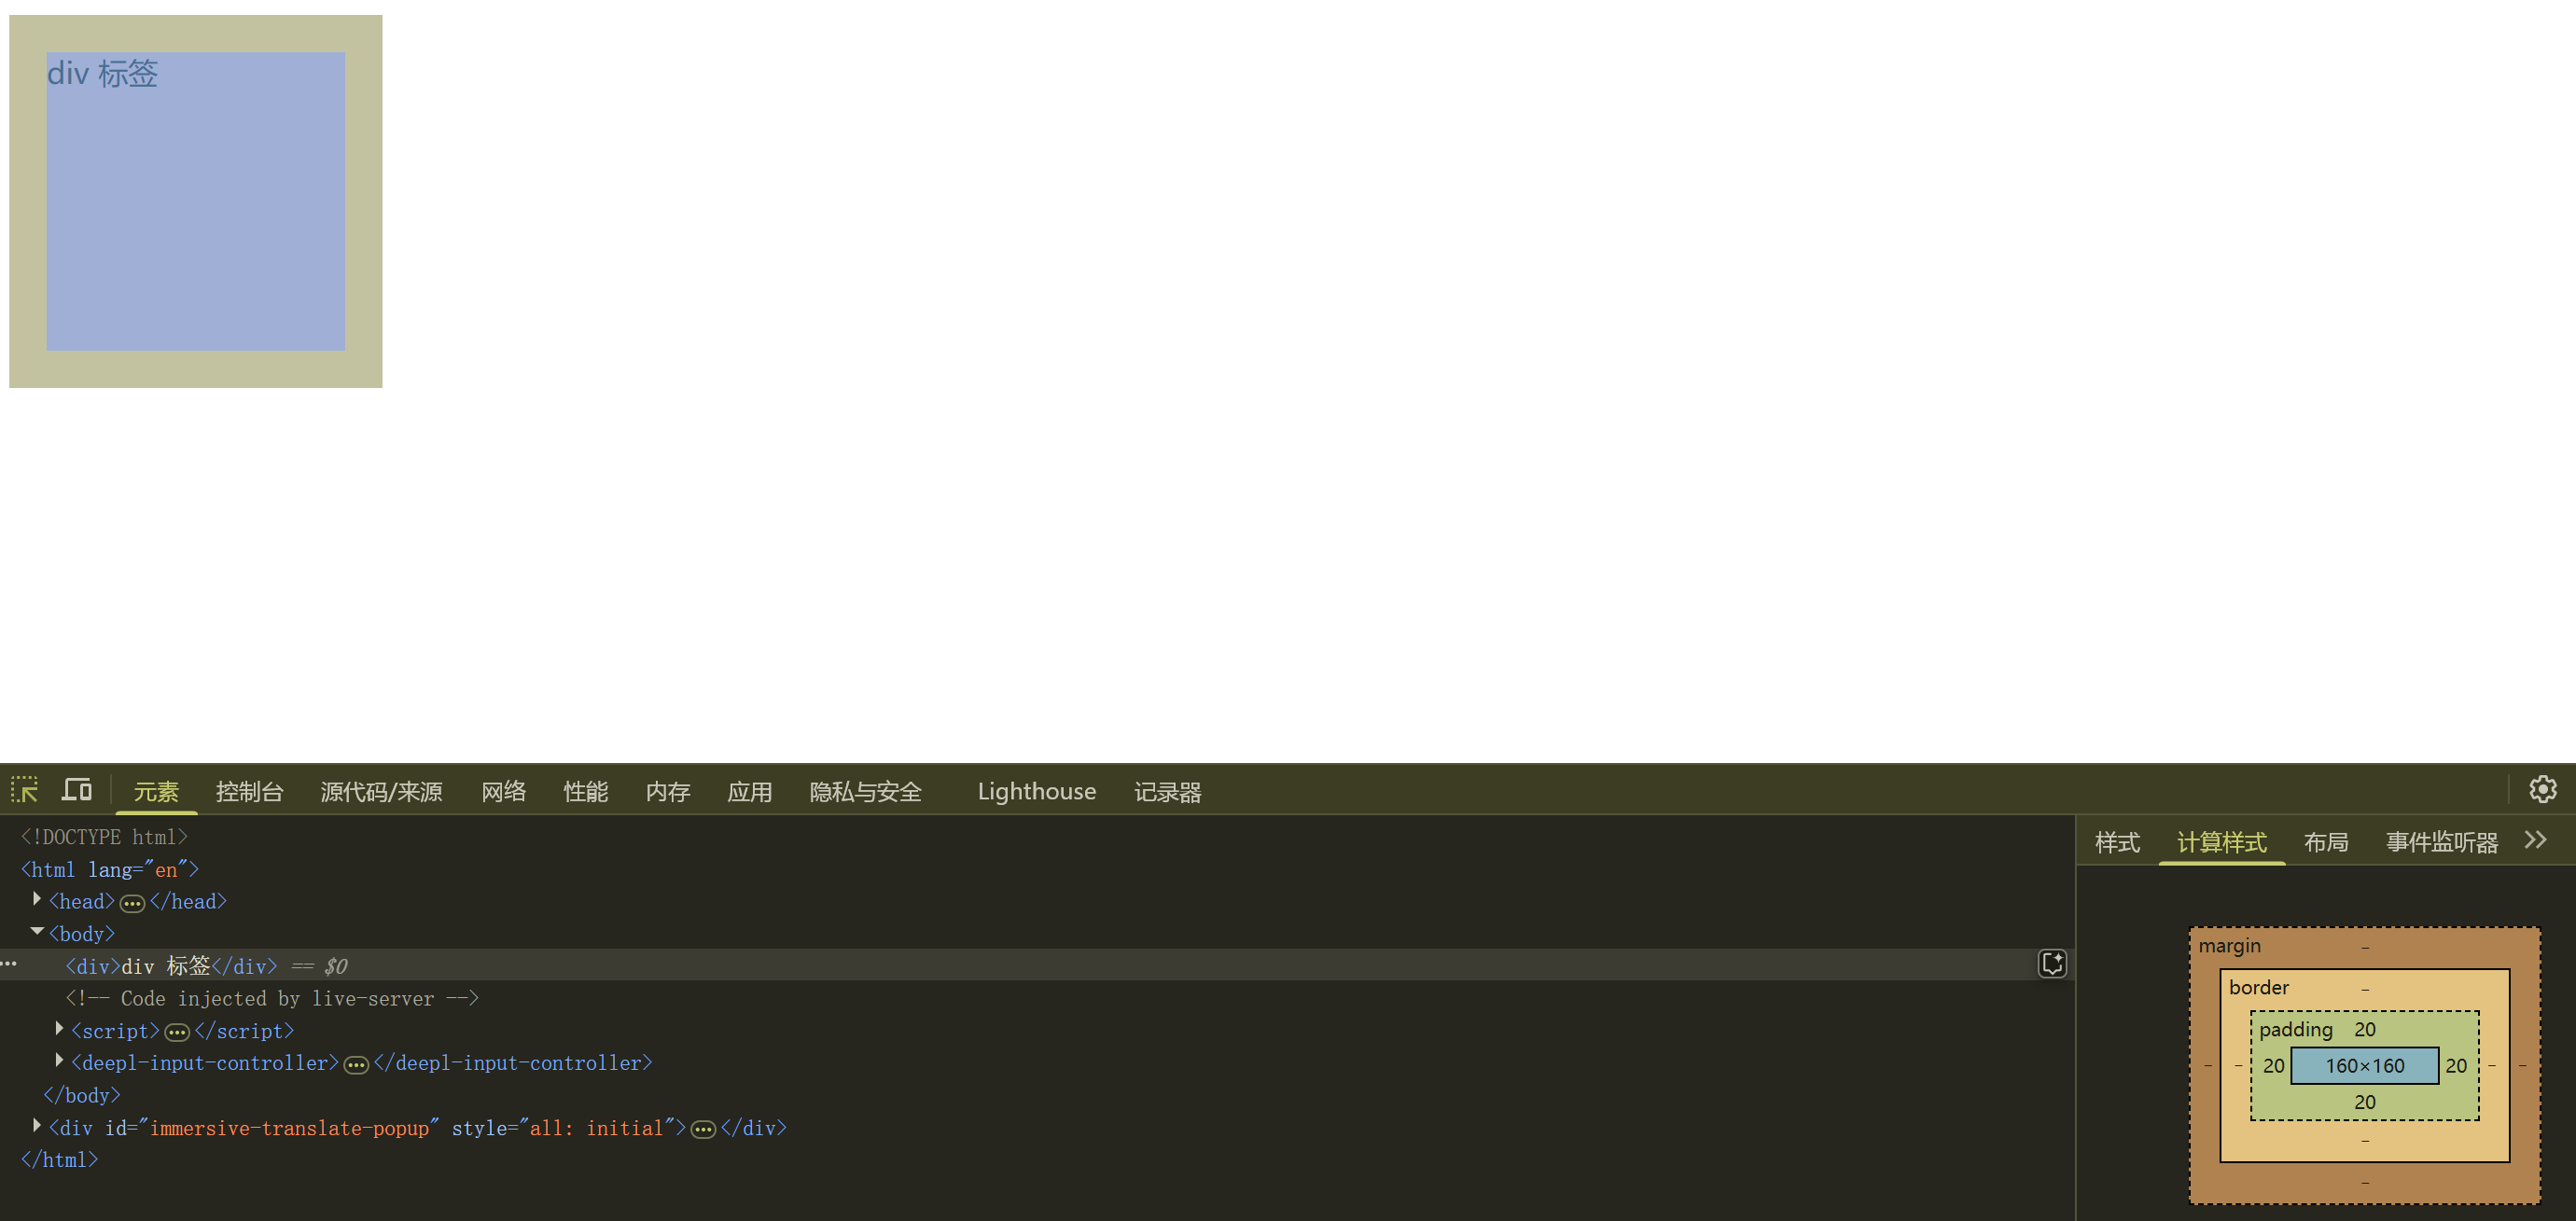 div 标签
元素 控制台 源代码/来源 网络 性能 内存 应用 隐私与安全 Lighthouse 记录器
<!DOCTYPE html>
<html lang="en">
<head>…</head>
<body>
<div>div 标签</div> == $0
<!-- Code injected by live-server -->
<script>…</script>
<deepl-input-controller>…</deepl-input-controller>
</body>
<div id="immersive-translate-popup" style="all: initial">…</div>
</html>
样式 计算样式 布局 事件监听器
margin -
border -
padding 20
- - 20 160×160 20 - -
20
-
-